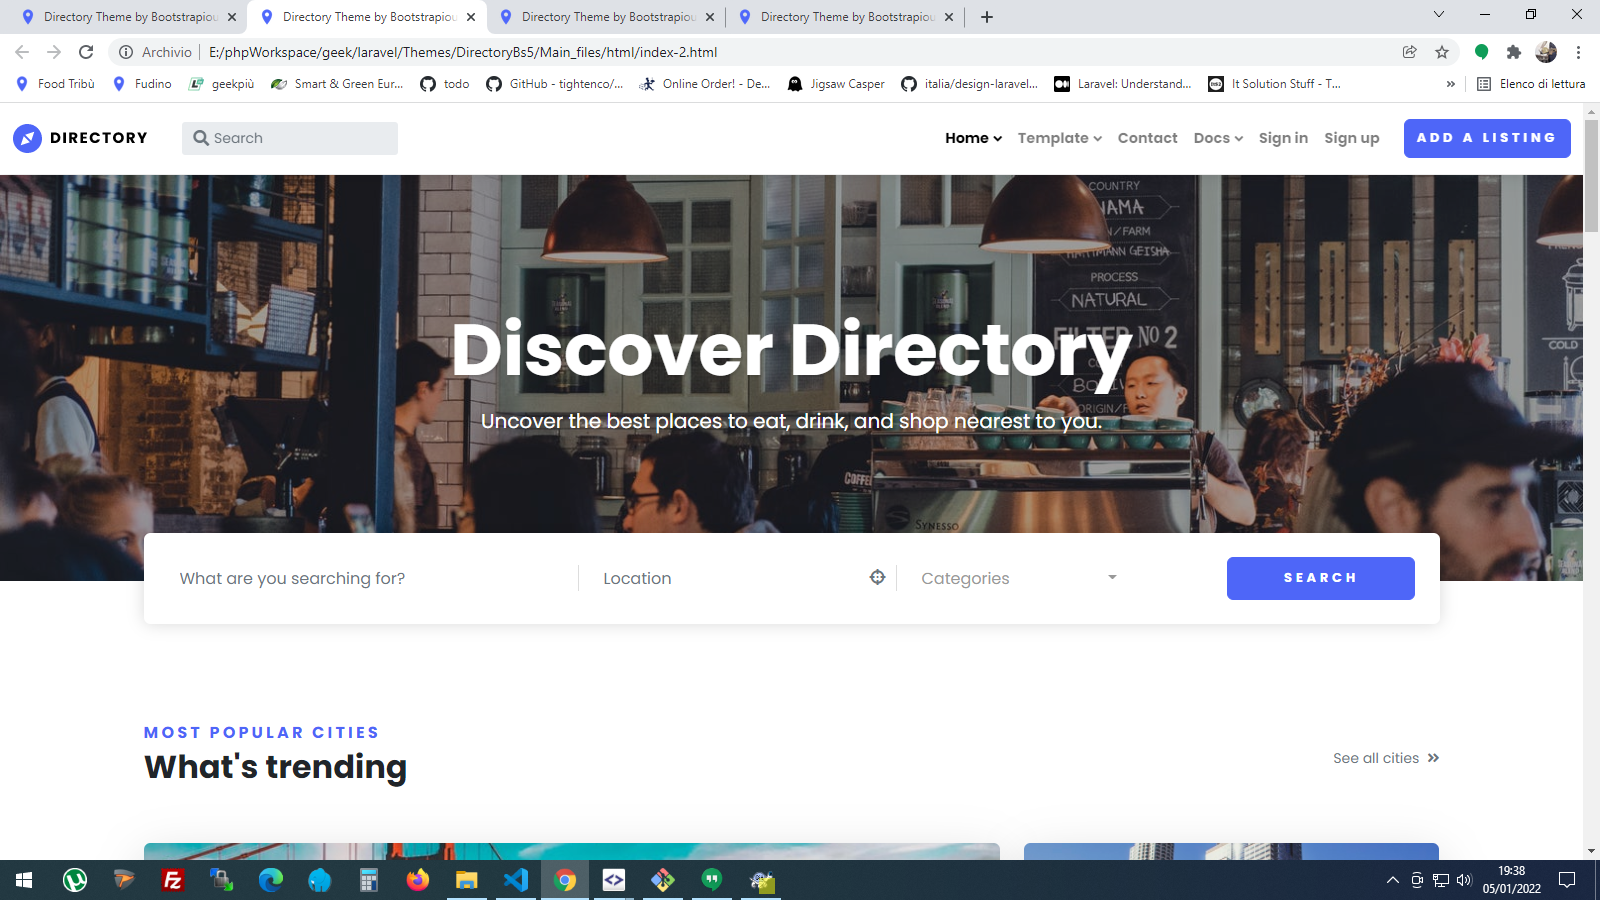 Directory Theme by Bootstrapiou
Directory Theme by Bootstrapiou
Directory Theme by Bootstrapiou
Directory Theme by Bootstrapiou
Archivio
E:/phpWorkspace/geek/laravel/Themes/DirectoryBs5/Main_files/html/index-2.html
Food Tribù
Fudino
geekpiù
Smart & Green Eur...
todo
GitHub - tightenco/...
Online Order! - De...
Jigsaw Casper
italia/design-laravel...
Laravel: Understand...
It Solution Stuff - T...
»
Elenco di lettura
DIRECTORY
Search
Home
Template
Contact
Docs
Sign in
Sign up
ADD A LISTING
COUNTRY
NAMA
N/FARM
HARTMANN GEISHA
PROCESS
NATURAL
FILTER NO 2
COLD
Discover Directory
Uncover the best places to eat, drink, and shop nearest to you.
COFFEE
SYNESSO
What are you searching for?
Location
Categories
SEARCH
MOST POPULAR CITIES
What's trending
See all cities
19:38
05/01/2022